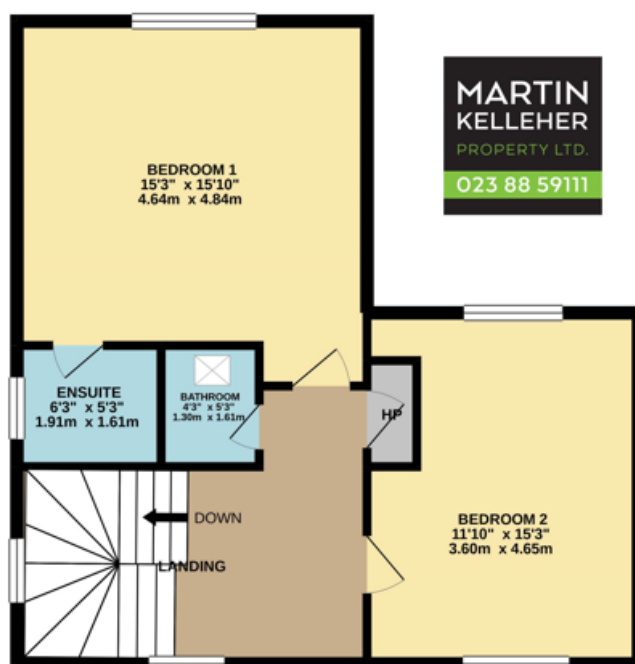 MARTIN
KELLEHER
PROPERTY LTD.
023 88 59111
BEDROOM 1
15'3" x 15'10"
4.64m x 4.84m
ENSUITE
6'3" x 5'3"
1.91m x 1.61m
BATHROOM
4'3" x 5'3"
1.30m x 1.61m
HP
DOWN
LANDING
BEDROOM 2
11'10" x 15'3"
3.60m x 4.65m